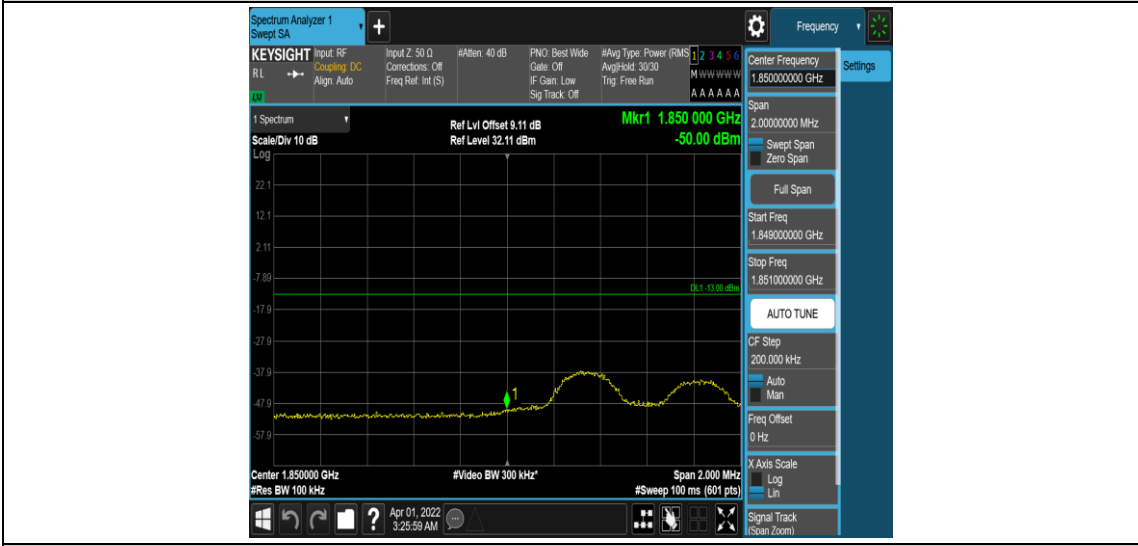 Spectrum Analyzer 1
Swept SA
+
Frequency
KEYSIGHT
RL
Input: RF
Coupling: DC
Align: Auto
Input Z: 50 Ω
Corrections: Off
Freq Ref: Int (S)
#Atten: 40 dB
PNO: Best Wide
Gate: Off
IF Gain: Low
Sig Track: Off
#Avg Type: Power (RMS
Avg|Hold: 30/30
Trig: Free Run
1 2 3 4 5 6
M W W W W W
A A A A A A
1 Spectrum
Scale/Div 10 dB
Log
Ref Lvl Offset 9.11 dB
Ref Level 32.11 dBm
Mkr1 1.850 000 GHz
-50.00 dBm
22.1
12.1
2.11
-7.89
DL1 -13.00 dBm
-17.9
-27.9
-37.9
1
-47.9
-57.9
Center 1.850000 GHz
#Video BW 300 kHz*
Span 2.000 MHz
#Res BW 100 kHz
#Sweep 100 ms (601 pts)
?
Apr 01, 2022
3:25:59 AM
Center Frequency
1.850000000 GHz
Settings
Span
2.00000000 MHz
Swept Span
Zero Span
Full Span
Start Freq
1.849000000 GHz
Stop Freq
1.851000000 GHz
AUTO TUNE
CF Step
200.000 kHz
Auto
Man
Freq Offset
0 Hz
X Axis Scale
Log
Lin
Signal Track
(Span Zoom)